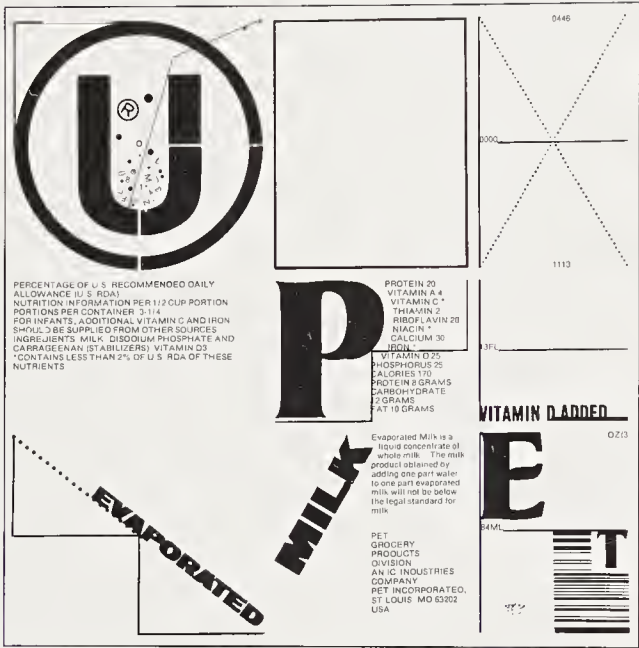 U
®
0446
0000
1113
PERCENTAGE OF U S RECOMMENDED DAILY
ALLOWANCE (U S RDA)
NUTRITION INFORMATION PER 1/2 CUP PORTION
PORTIONS PER CONTAINER 3-1/4
FOR INFANTS, ADDITIONAL VITAMIN C AND IRON
SHOULD BE SUPPLIED FROM OTHER SOURCES
INGREDIENTS MILK DISODIUM PHOSPHATE AND
CARRAGEENAN (STABILIZERS) VITAMIN D3
*CONTAINS LESS THAN 2% OF U S RDA OF THESE
NUTRIENTS
P
PROTEIN 20
VITAMIN A 4
VITAMIN C *
THIAMIN 2
RIBOFLAVIN 20
NIACIN *
CALCIUM 30
IRON *
VITAMIN D 25
PHOSPHORUS 25
CALORIES 170
PROTEIN 8 GRAMS
CARBOHYDRATE
12 GRAMS
FAT 10 GRAMS
13FL
VITAMIN D ADDED
EVAPORATED
MILK
Evaporated Milk is a
liquid concentrate of
whole milk The milk
product obtained by
adding one part water
to one part evaporated
milk will not be below
the legal standard for
milk
PET
GROCERY
PRODUCTS
DIVISION
AN IC INDUSTRIES
COMPANY
PET INCORPORATED,
ST LOUIS MO 63202
USA
E
OZ(3
84ML
T